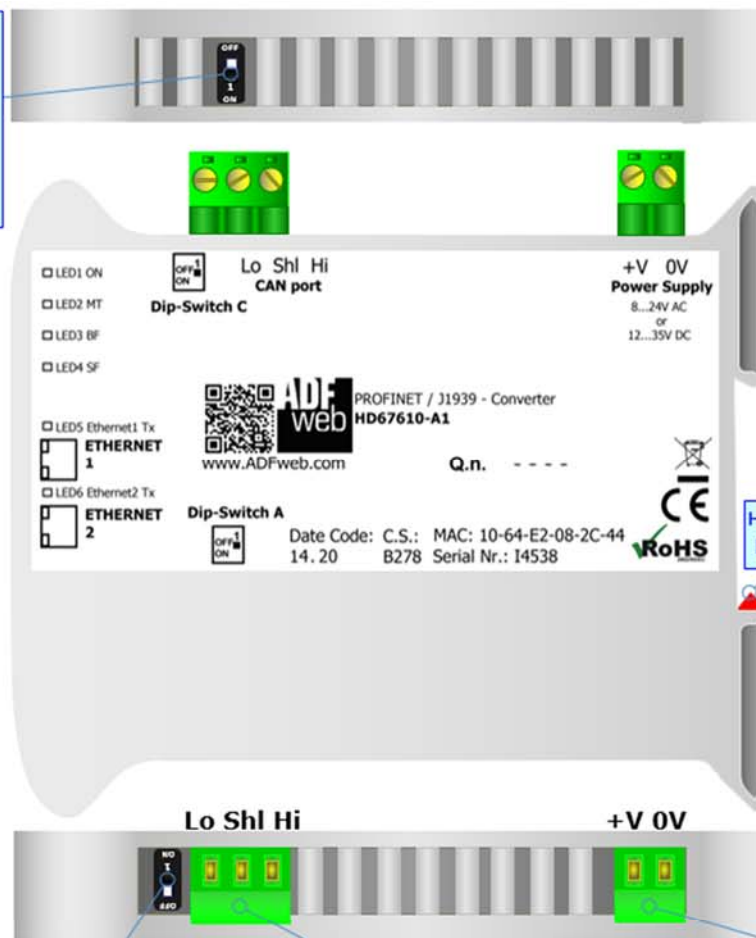 OFF
1
ON
LED1 ON
LED2 MT
LED3 BF
LED4 SF
OFF 1
ON
Dip-Switch C
Lo Shl Hi
CAN port
+V 0V
Power Supply
8...24V AC
or
12...35V DC
ADF
web
www.ADFweb.com
PROFINET / J1939 - Converter
HD67610-A1
Q.n. - - - -
LED5 Ethernet1 Tx
ETHERNET
1
LED6 Ethernet2 Tx
ETHERNET
2
Dip-Switch A
OFF 1
ON
Date Code: C.S.: MAC: 10-64-E2-08-2C-44
14.20 B278 Serial Nr.: I4538
CE
RoHS
H
Lo Shl Hi
+V 0V
ON
1
OFF